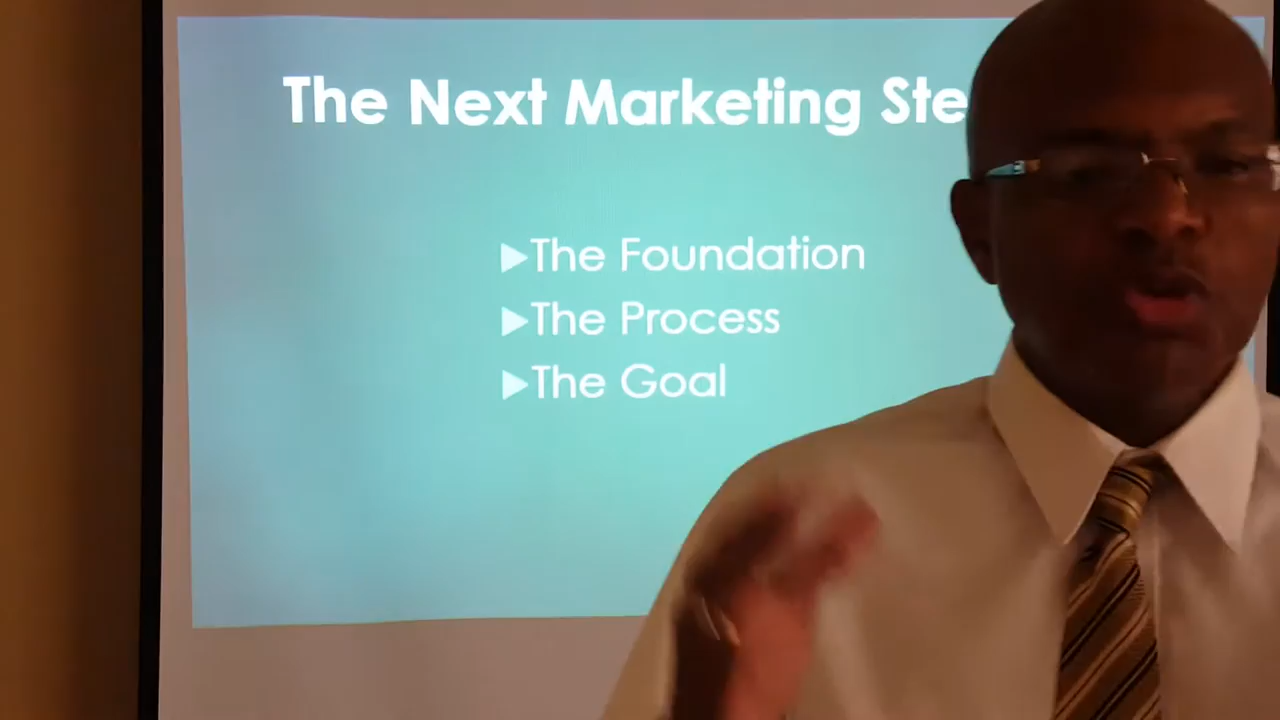 The Next Marketing Ste
▶The Foundation
▶The Process
▶The Goal